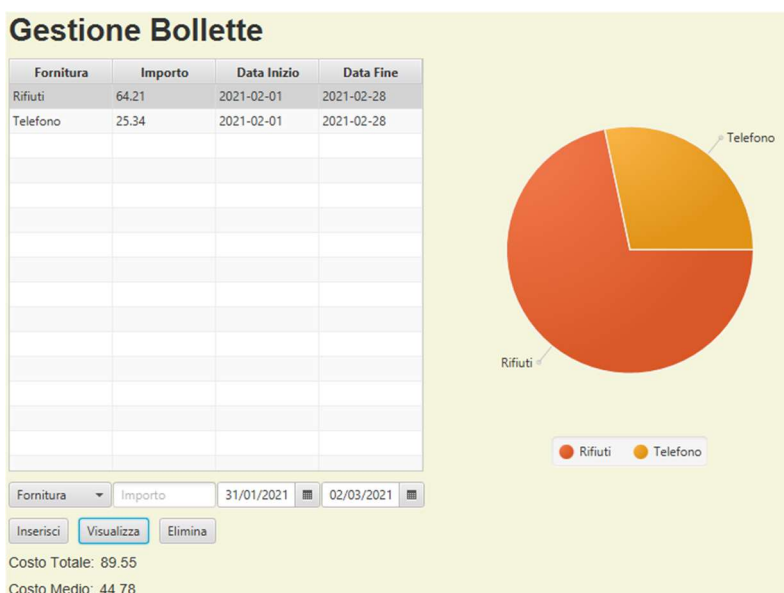 Gestione Bollette
Fornitura Importo Data Inizio Data Fine
Rifiuti 64.21 2021-02-01 2021-02-28
Telefono 25.34 2021-02-01 2021-02-28
Telefono
Rifiuti
Rifiuti Telefono
Fornitura Importo 31/01/2021 02/03/2021
Inserisci Visualizza Elimina
Costo Totale: 89.55
Costo Medio: 44.78